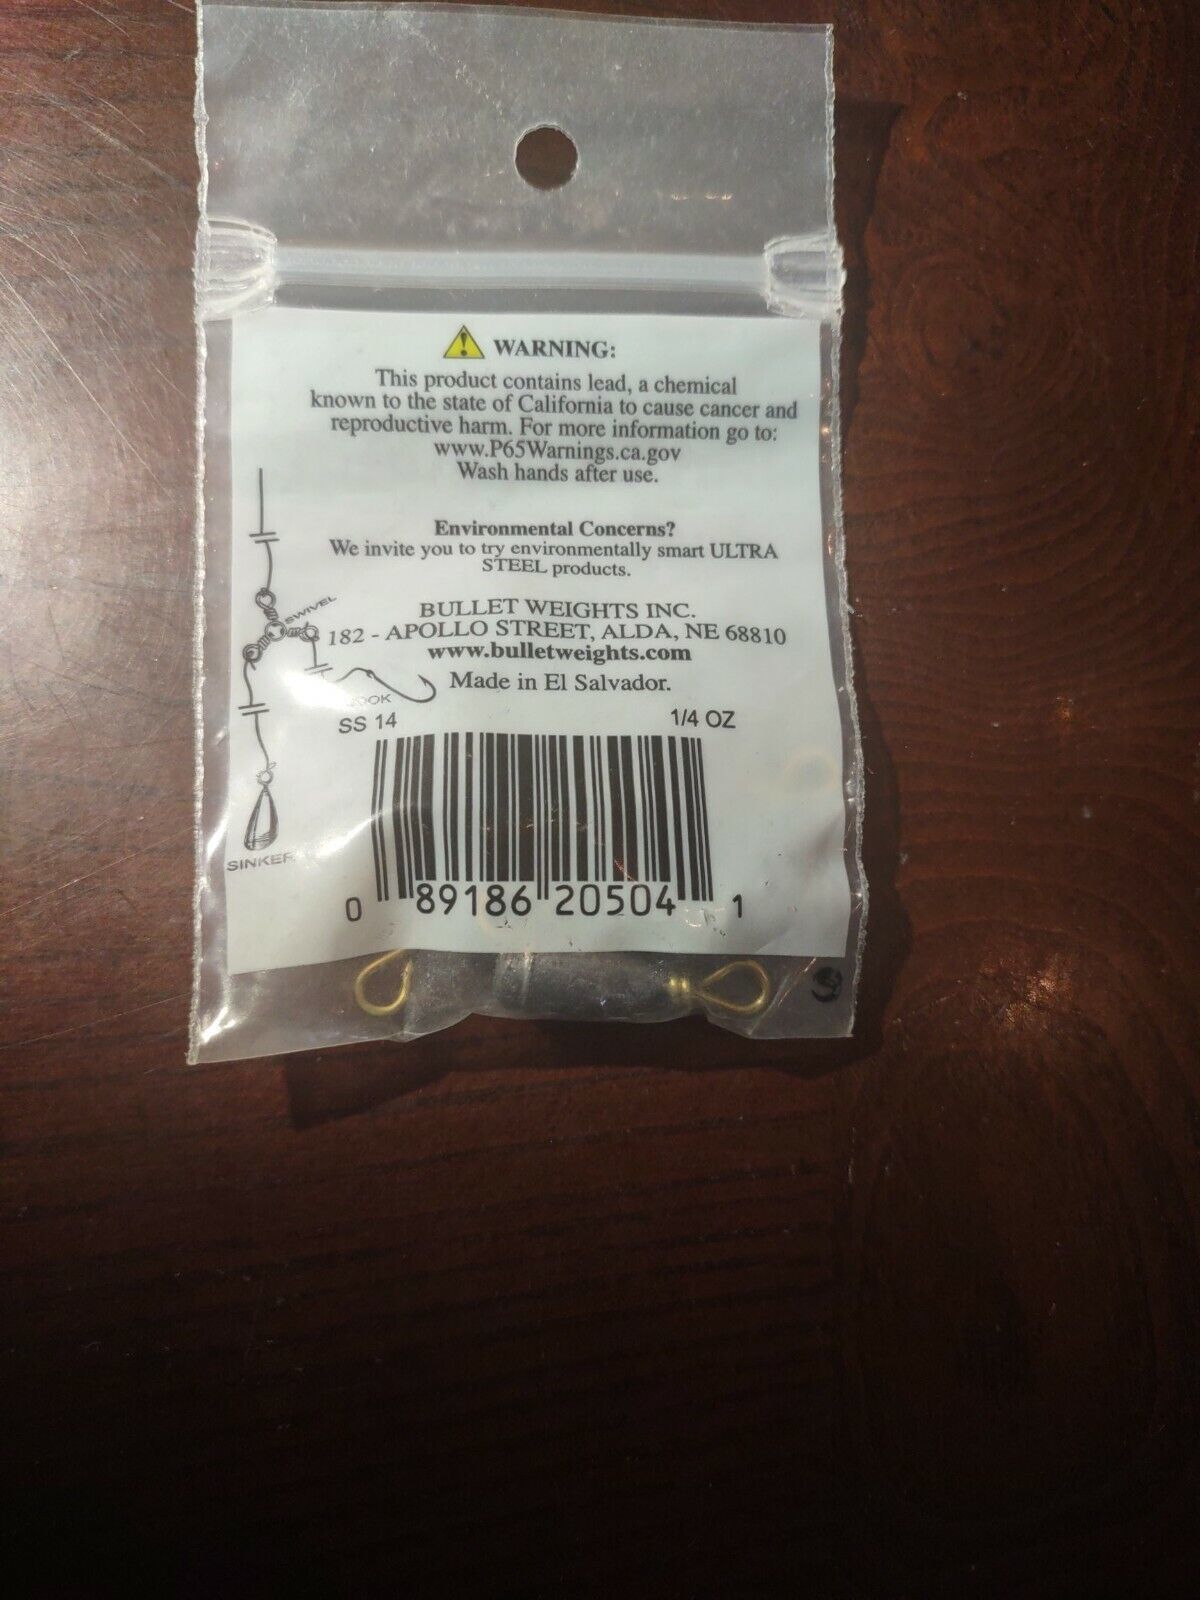 WARNING:
This product contains lead, a chemical
known to the state of California to cause cancer and
reproductive harm. For more information go to:
www.P65Warnings.ca.gov
Wash hands after use.
Environmental Concerns?
We invite you to try environmentally smart ULTRA
STEEL products.
SWIVEL
BULLET WEIGHTS INC.
182 - APOLLO STREET, ALDA, NE 68810
www.bulletweights.com
Made in El Salvador.
SS 14
1/4 OZ
SINKER
0 89186 20504 1